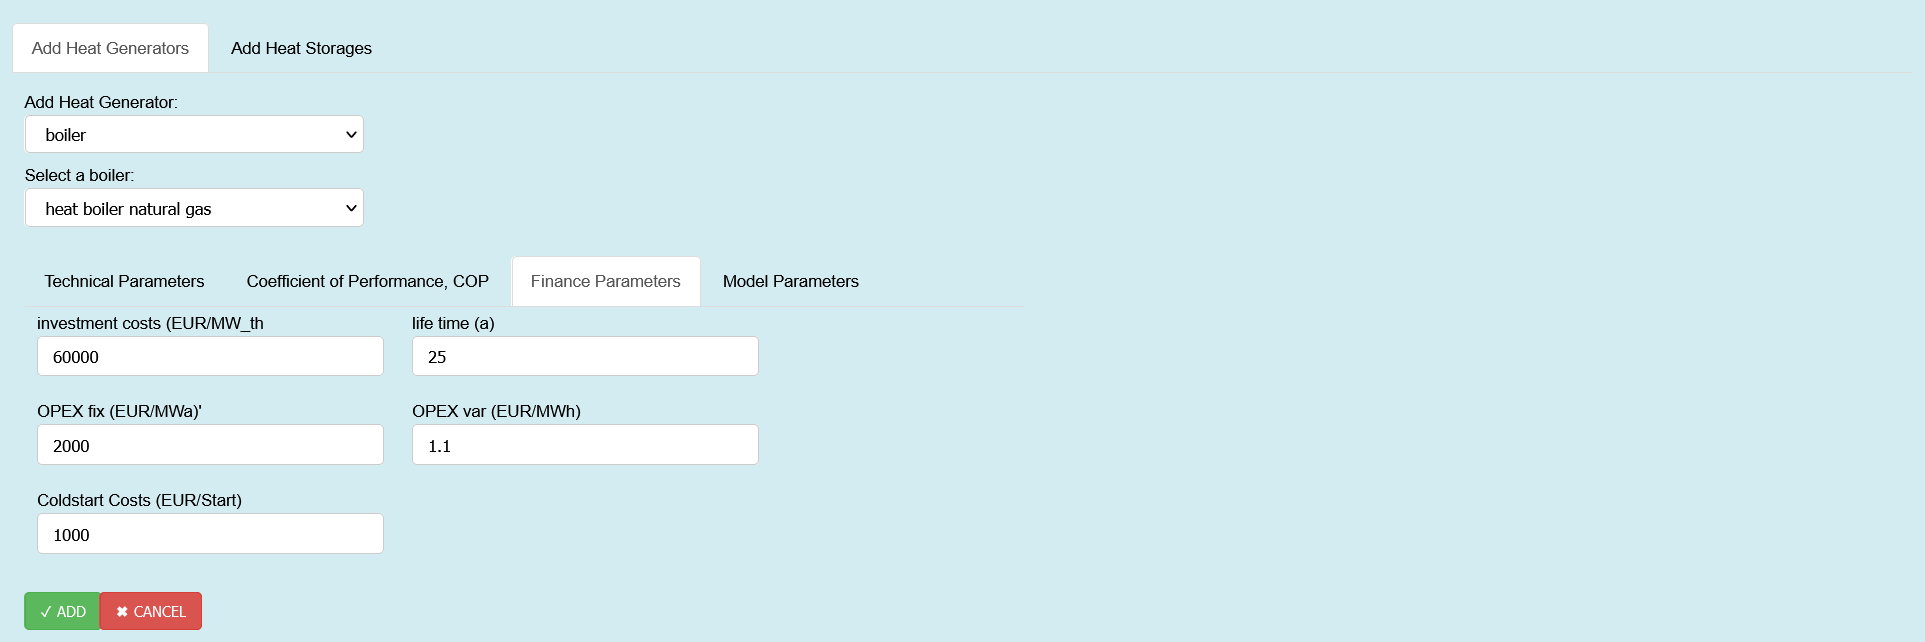 Add Heat Generators Add Heat Storages
Add Heat Generator:
boiler
Select a boiler:
heat boiler natural gas
Technical Parameters Coefficient of Performance, COP Finance Parameters Model Parameters
investment costs (EUR/MW_th life time (a)
60000 25
OPEX fix (EUR/MWa)' OPEX var (EUR/MWh)
2000 1.1
Coldstart Costs (EUR/Start)
1000
✓ ADD ✖ CANCEL